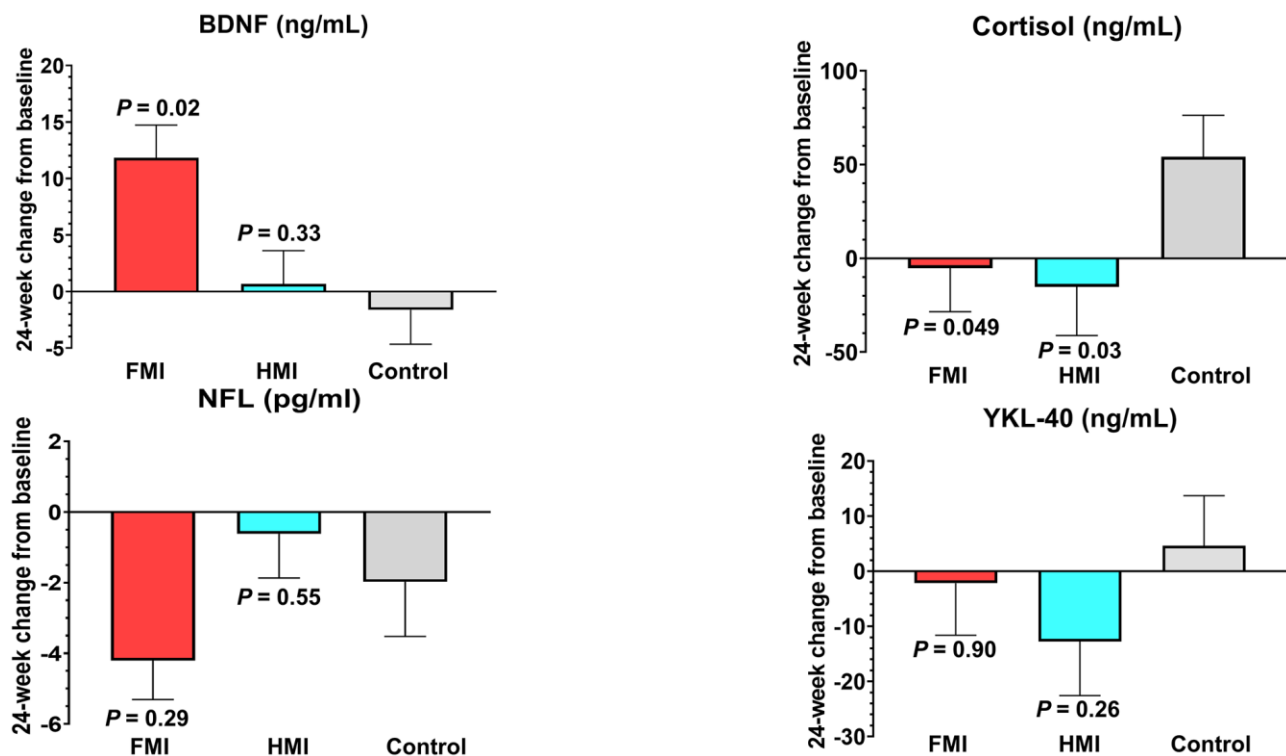 BDNF (ng/mL)
24-week change from baseline
20
15
10
5
0
-5
P = 0.02
P = 0.33
FMI HMI Control
Cortisol (ng/mL)
24-week change from baseline
100
50
0
-50
P = 0.049
P = 0.03
FMI HMI Control
NFL (pg/ml)
24-week change from baseline
2
0
-2
-4
-6
P = 0.29
P = 0.55
FMI HMI Control
YKL-40 (ng/mL)
24-week change from baseline
20
10
0
-10
-20
-30
P = 0.90
P = 0.26
FMI HMI Control